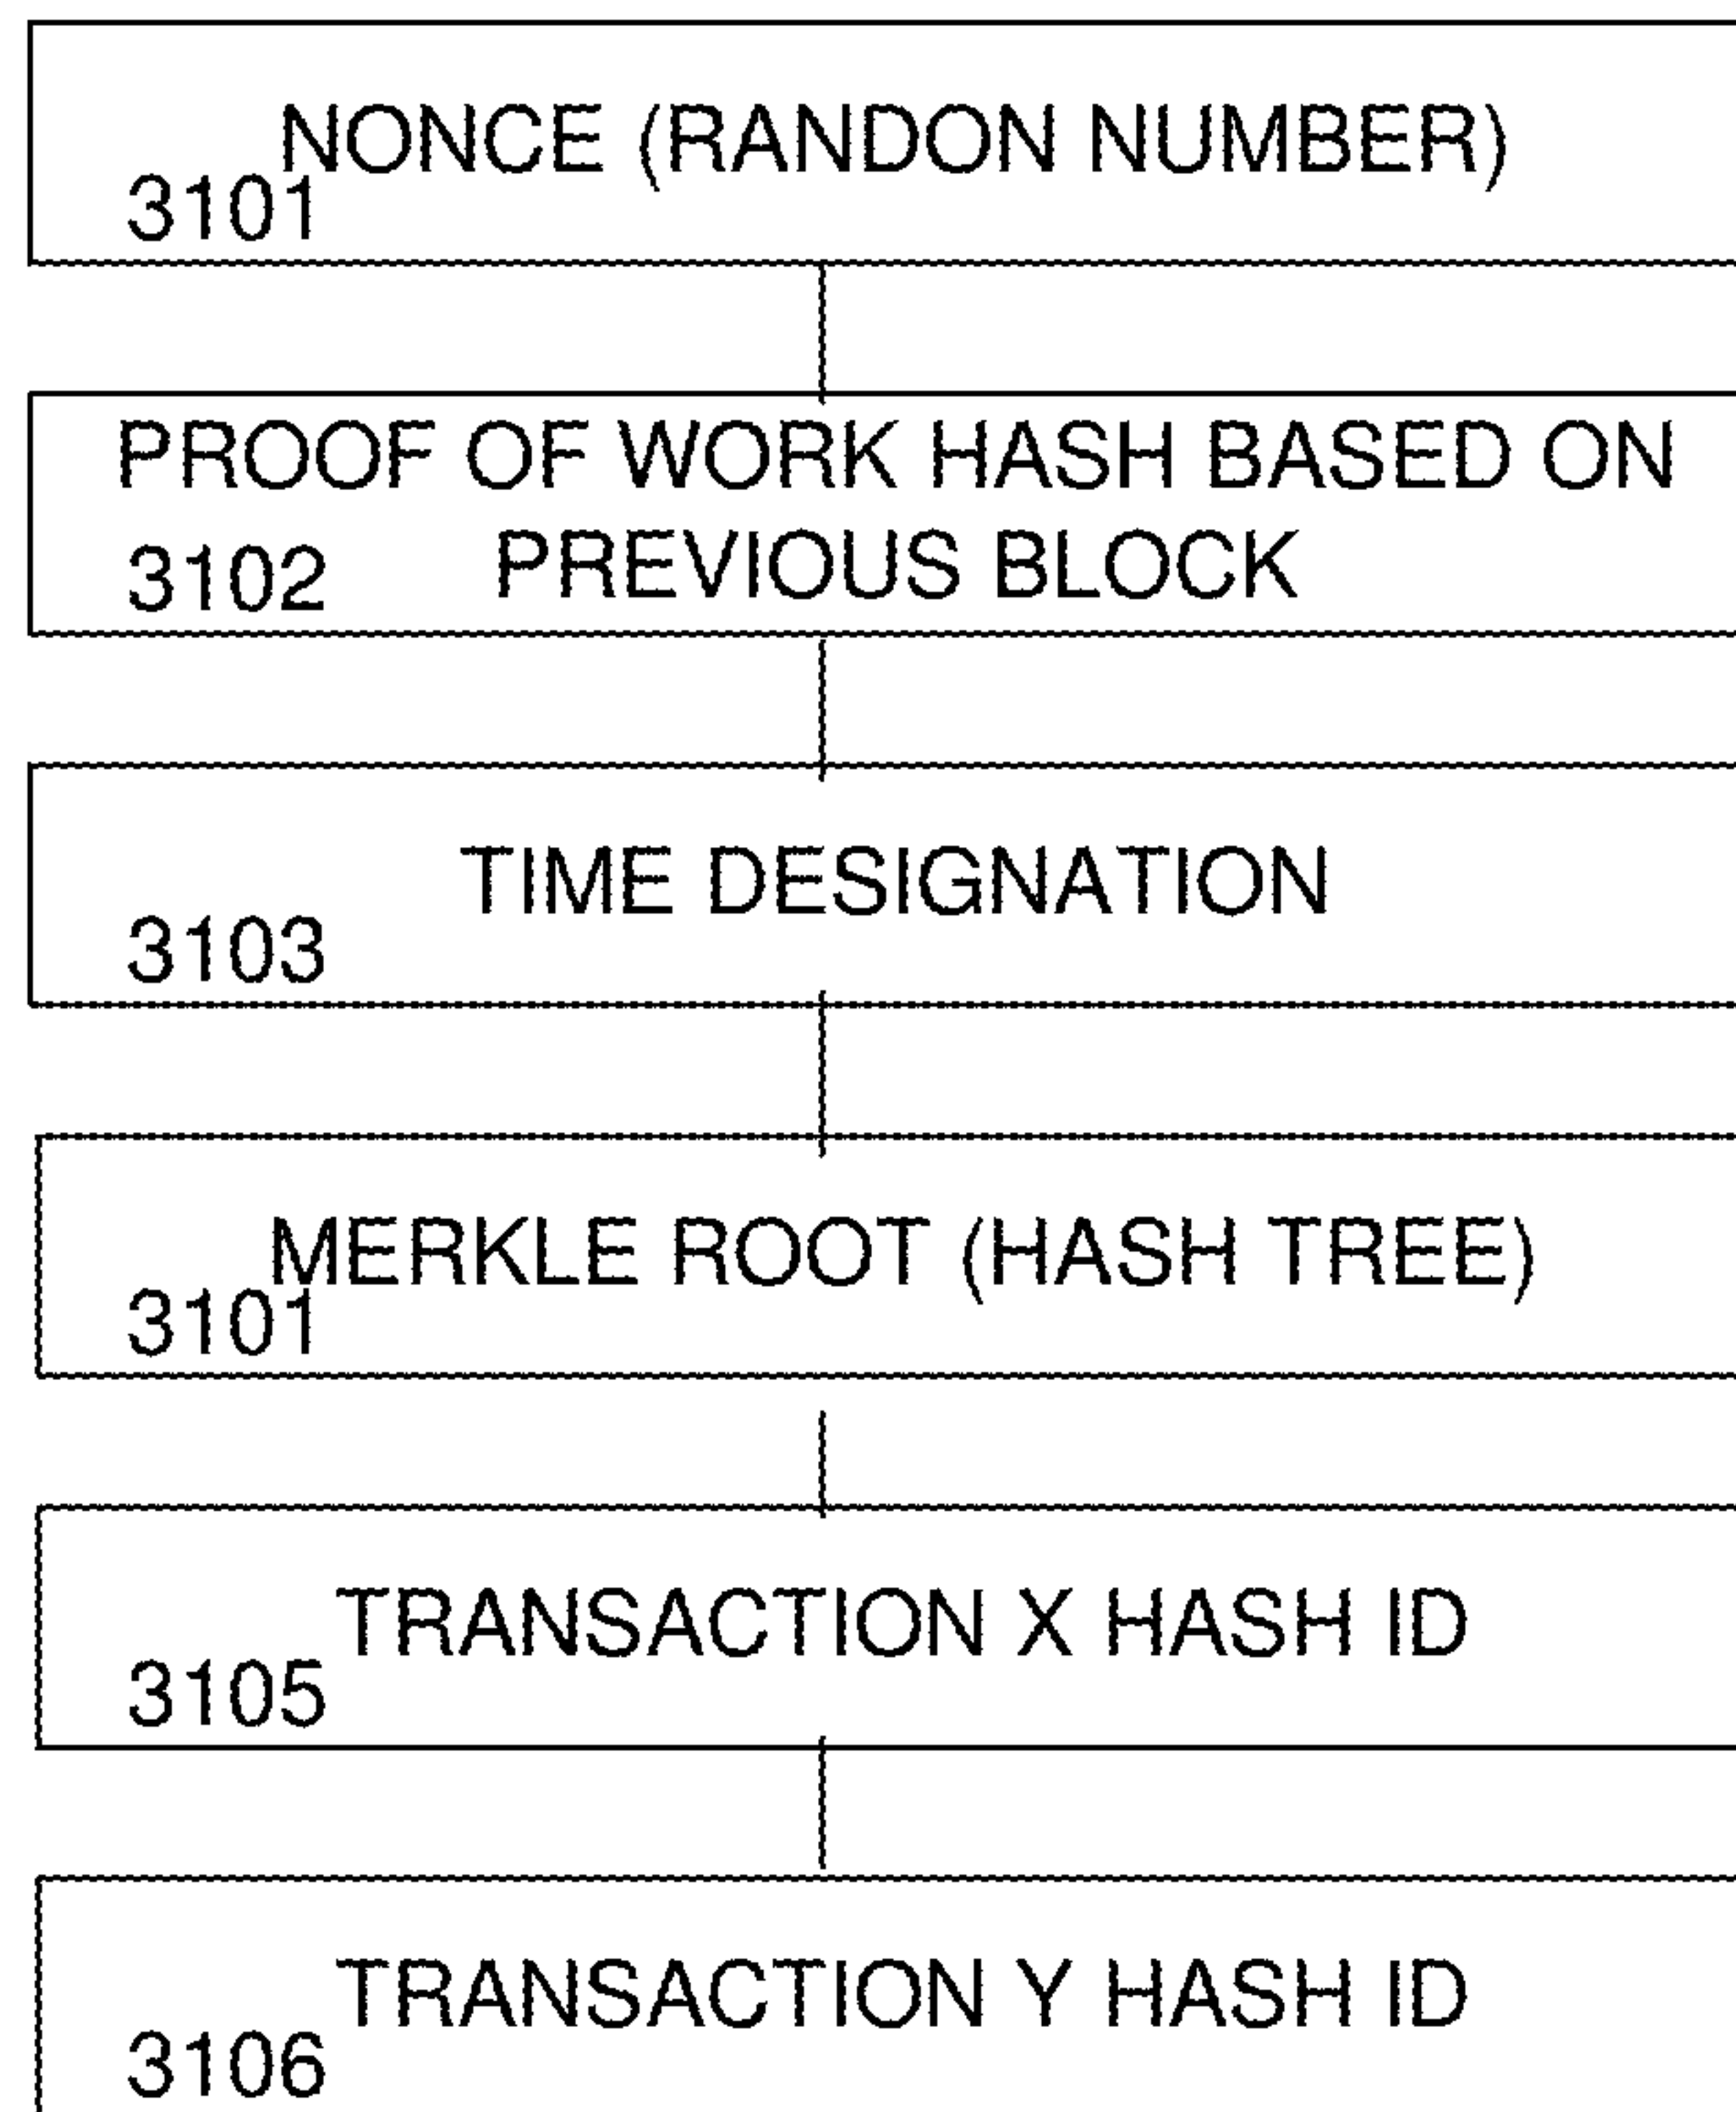 NONCE (RANDON NUMBER)
3101
PROOF OF WORK HASH BASED ON
PREVIOUS BLOCK
3102
TIME DESIGNATION
3103
MERKLE ROOT (HASH TREE)
3101
TRANSACTION X HASH ID
3105
TRANSACTION Y HASH ID
3106